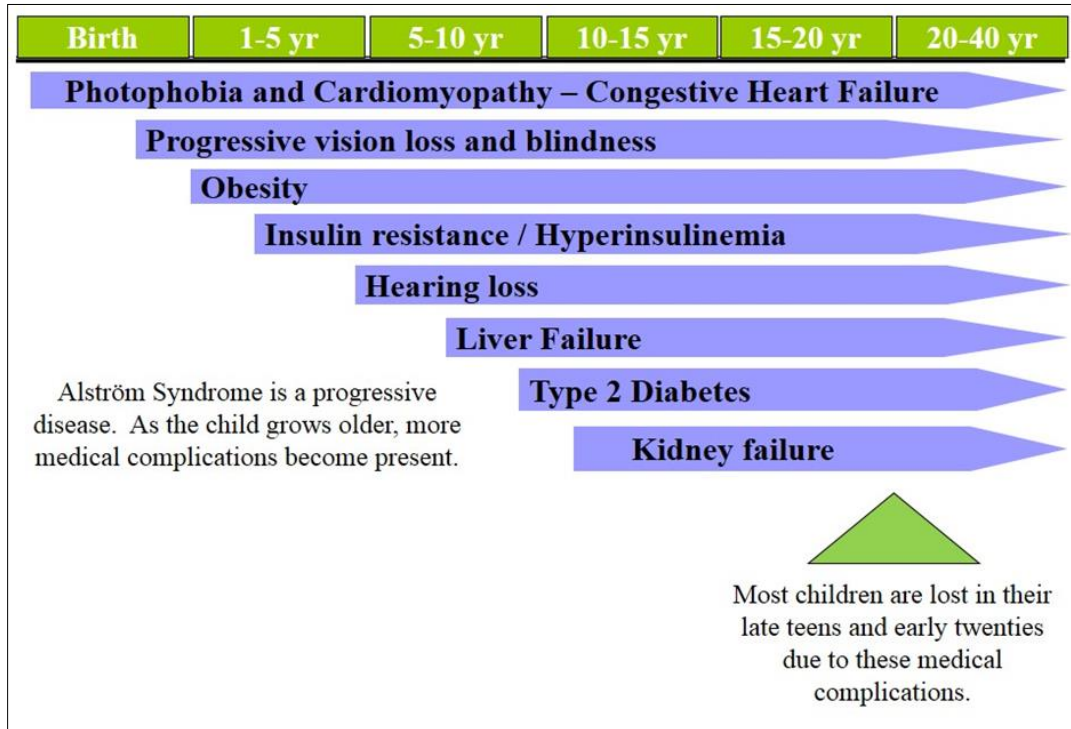 Birth 1-5 yr 5-10 yr 10-15 yr 15-20 yr 20-40 yr
Photophobia and Cardiomyopathy – Congestive Heart Failure
Progressive vision loss and blindness
Obesity
Insulin resistance / Hyperinsulinemia
Hearing loss
Liver Failure
Type 2 Diabetes
Kidney failure
Alström Syndrome is a progressive
disease. As the child grows older, more
medical complications become present.
Most children are lost in their
late teens and early twenties
due to these medical
complications.